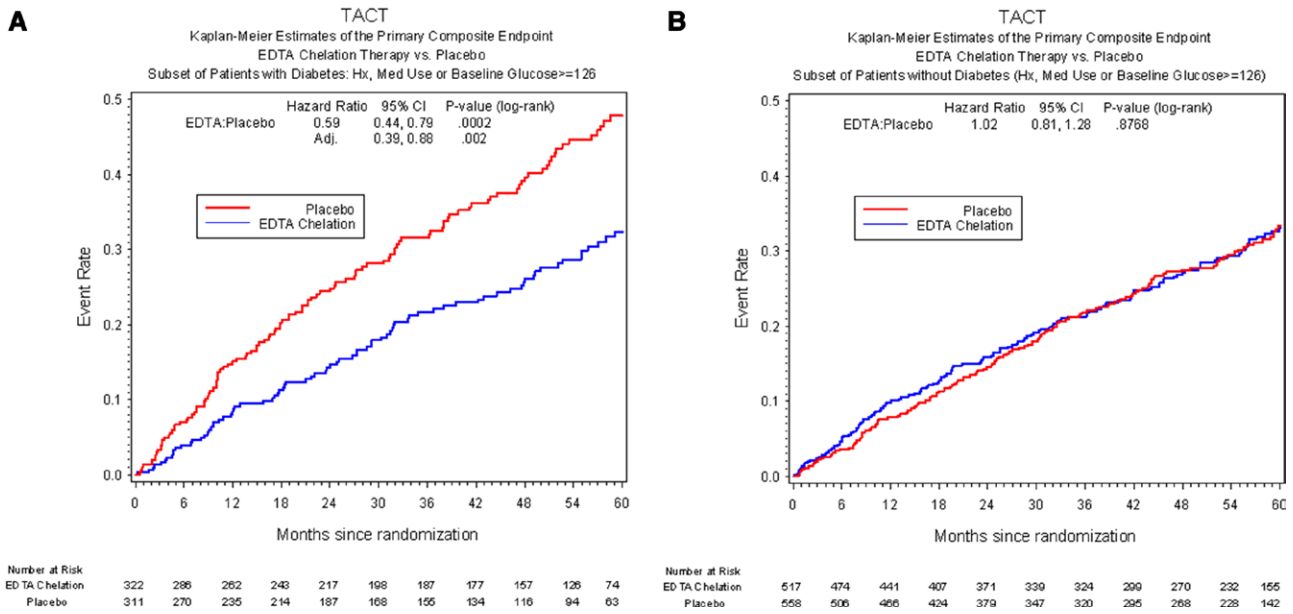 A
TACT
Kaplan-Meier Estimates of the Primary Composite Endpoint
EDTA Chelation Therapy vs. Placebo
Subset of Patients with Diabetes: Hx, Med Use or Baseline Glucose>=126
Hazard Ratio 95% CI P-value (log-rank)
EDTA:Placebo 0.59 0.44, 0.79 .0002
Adj. 0.39, 0.88 .002
Placebo
EDTA Chelation
Event Rate
0.5
0.4
0.3
0.2
0.1
0.0
0 6 12 18 24 30 36 42 48 54 60
Months since randomization
Number at Risk
EDTA Chelation 322 286 262 243 217 198 187 177 157 126 74
Placebo 311 270 235 214 187 168 155 134 116 94 63
B
TACT
Kaplan-Meier Estimates of the Primary Composite Endpoint
EDTA Chelation Therapy vs. Placebo
Subset of Patients without Diabetes (Hx, Med Use or Baseline Glucose>=126)
Hazard Ratio 95% CI P-value (log-rank)
EDTA:Placebo 1.02 0.81, 1.28 .8768
Placebo
EDTA Chelation
Event Rate
0.5
0.4
0.3
0.2
0.1
0.0
0 6 12 18 24 30 36 42 48 54 60
Months since randomization
Number at Risk
EDTA Chelation 517 474 441 407 371 339 324 299 270 232 155
Placebo 558 506 466 424 379 347 320 295 268 228 142